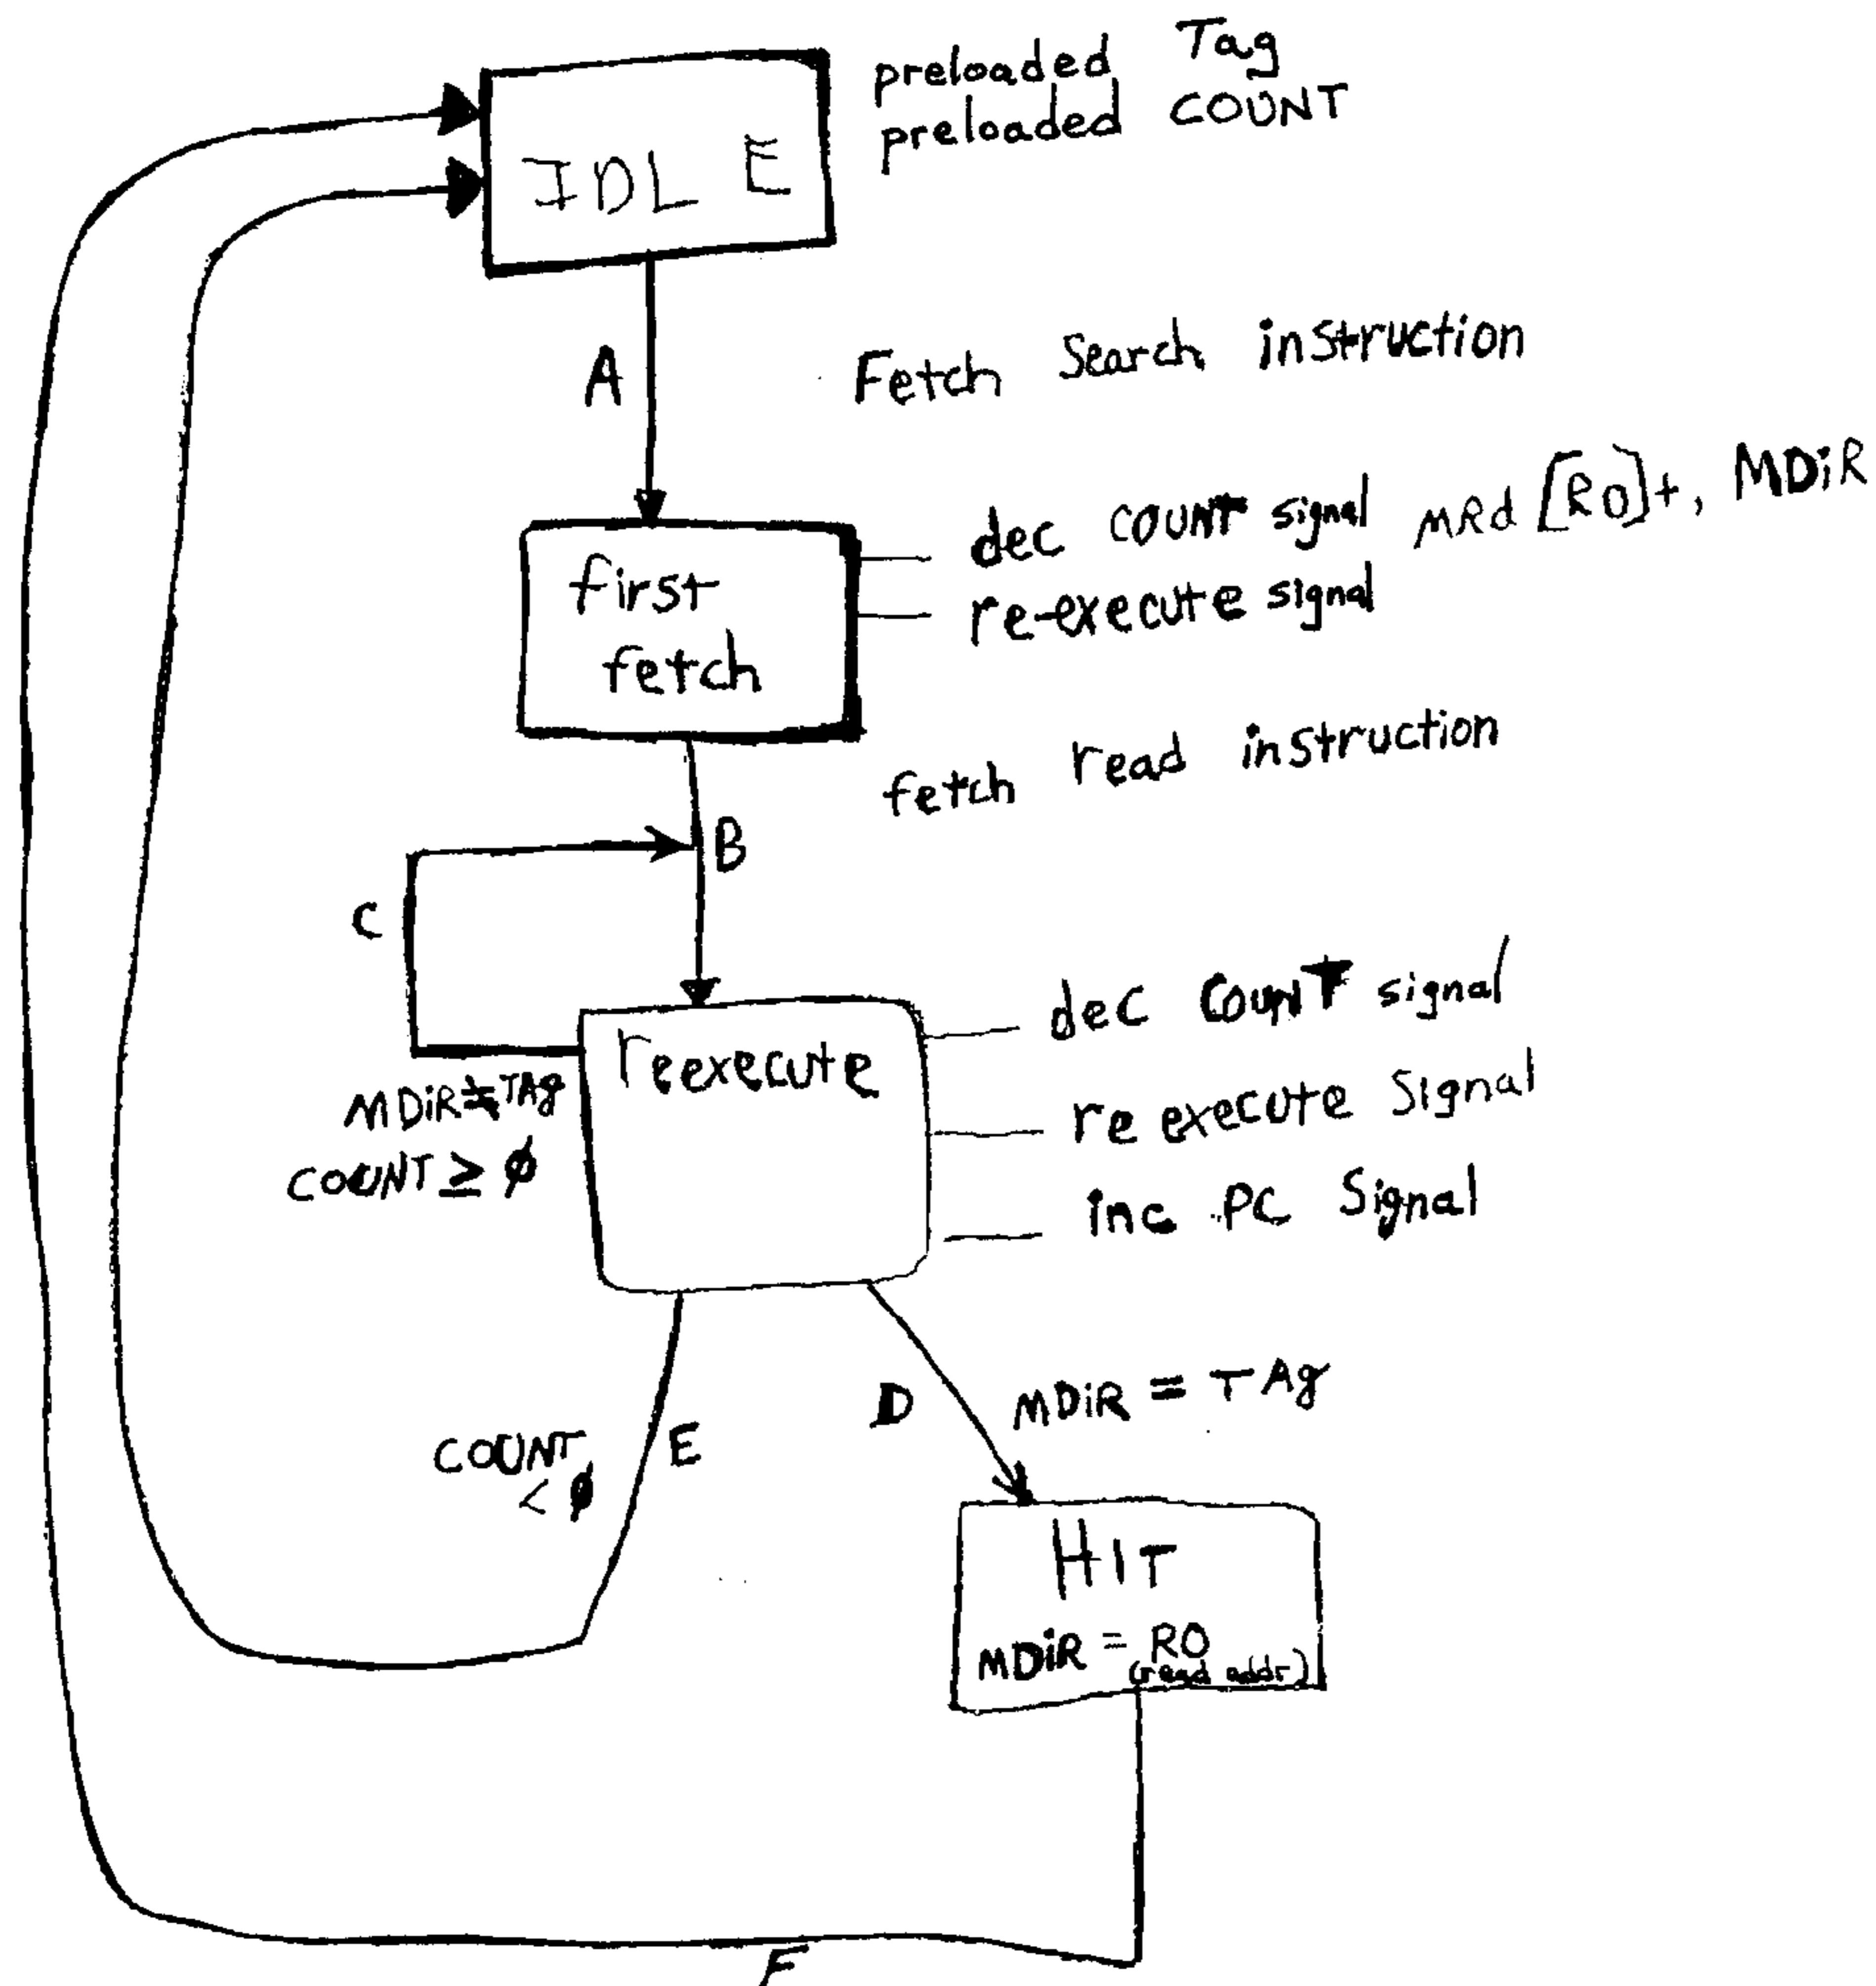 preloaded Tag
preloaded COUNT
IDLE
A
Fetch Search instruction
first
fetch
dec COUNT signal mRd [R0]+, MDiR
re-execute signal
fetch read instruction
B
C
reexecute
dec COUNT signal
re execute Signal
inc PC Signal
MDiR ≠ TAg
COUNT ≥ ϕ
D
MDiR = TAg
E
COUNT
< ϕ
HIT
MDiR = R0
(read addr)
F